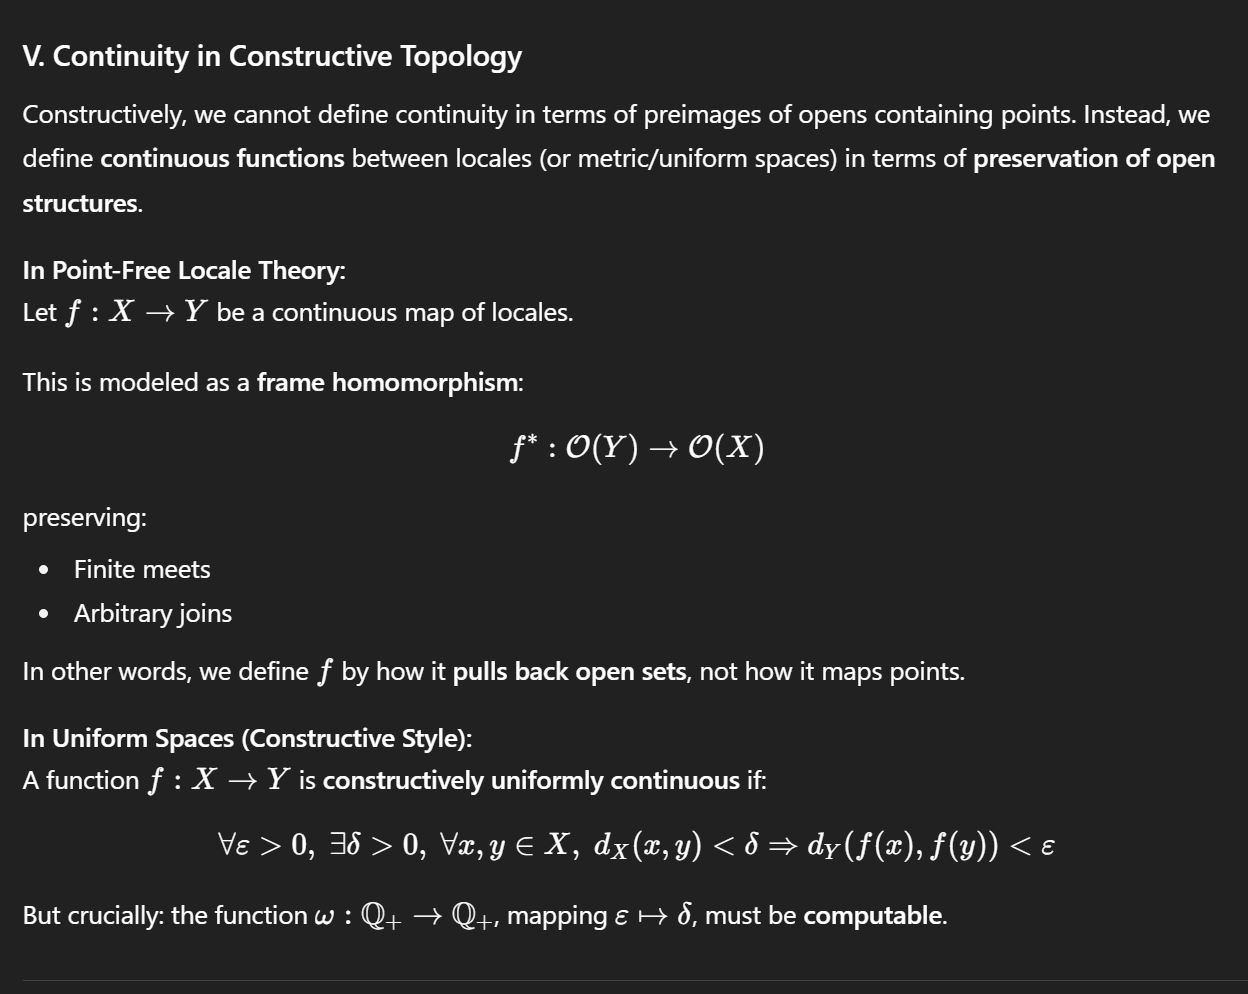 V. Continuity in Constructive Topology
Constructively, we cannot define continuity in terms of preimages of opens containing points. Instead, we
define continuous functions between locales (or metric/uniform spaces) in terms of preservation of open
structures.
In Point-Free Locale Theory:
Let f : X → Y be a continuous map of locales.
This is modeled as a frame homomorphism:
f* : 𝒪(Y) → 𝒪(X)
preserving:
• Finite meets
• Arbitrary joins
In other words, we define f by how it pulls back open sets, not how it maps points.
In Uniform Spaces (Constructive Style):
A function f : X → Y is constructively uniformly continuous if:
∀ε > 0, ∃δ > 0, ∀x, y ∈ X, d_X(x, y) < δ ⇒ d_Y(f(x), f(y)) < ε
But crucially: the function ω : ℚ₊ → ℚ₊, mapping ε ↦ δ, must be computable.